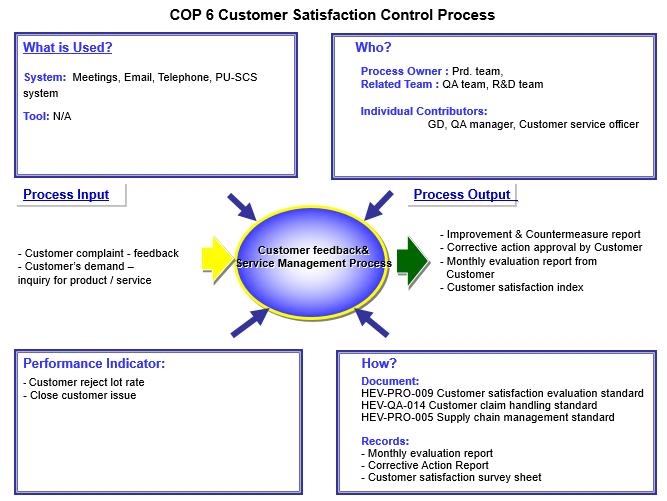 COP 6 Customer Satisfaction Control Process
What is Used?
System:  Meetings, Email, Telephone, PU-SCS
system
Tool: N/A
Who?
Process Owner : Prd. team,
Related Team : QA team, R&D team
Individual Contributors:
GD, QA manager, Customer service officer
Process Input
- Customer complaint - feedback
- Customer's demand –
inquiry for product / service
Customer feedback&
Service Management Process
Process Output
- Improvement & Countermeasure report
- Corrective action approval by Customer
- Monthly evaluation report from
Customer
- Customer satisfaction index
Performance Indicator:
- Customer reject lot rate
- Close customer issue
How?
Document:
HEV-PRO-009 Customer satisfaction evaluation standard
HEV-QA-014 Customer claim handling standard
HEV-PRO-005 Supply chain management standard
Records:
- Monthly evaluation report
- Corrective Action Report
- Customer satisfaction survey sheet